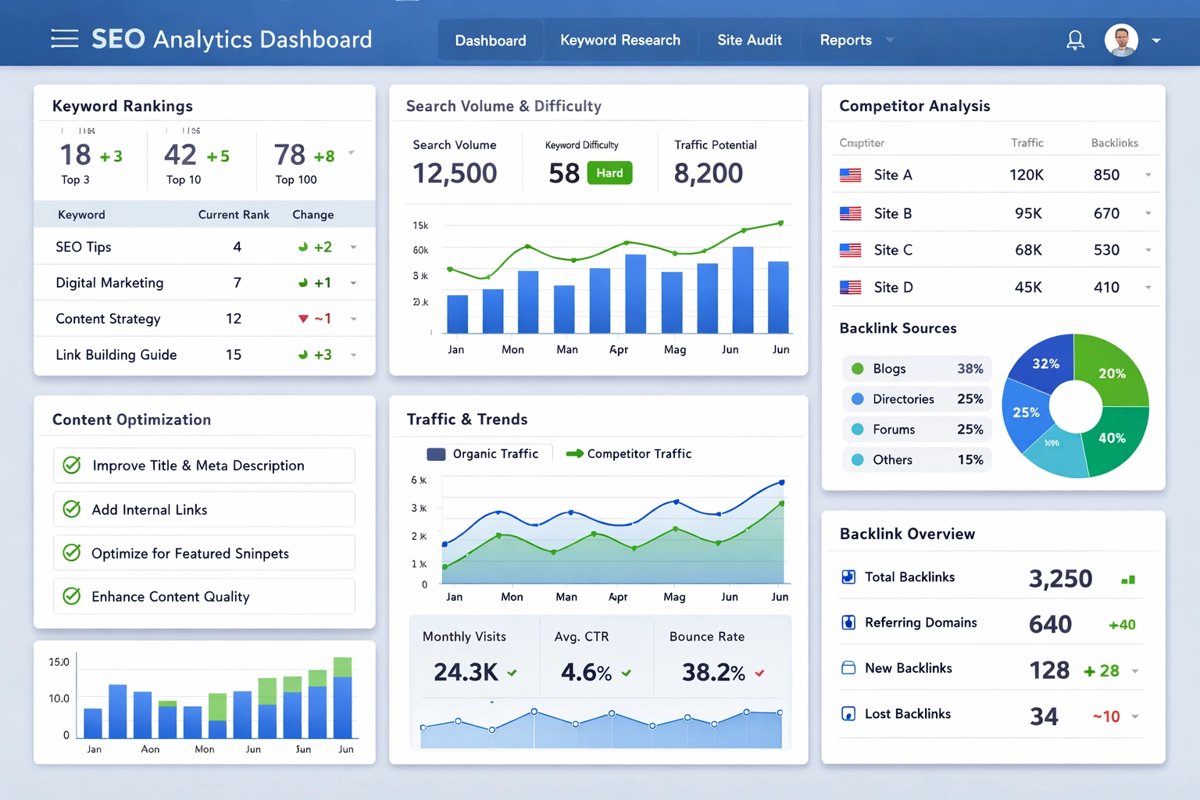 SEO Analytics Dashboard
Dashboard
Keyword Research
Site Audit
Reports
Keyword Rankings
18 +3
Top 3
42 +5
Top 10
78 +8
Top 100
Keyword Current Rank Change
SEO Tips 4 +2
Digital Marketing 7 +1
Content Strategy 12 ~1
Link Building Guide 15 +3
Search Volume & Difficulty
Search Volume
12,500
Keyword Difficulty
58 Hard
Traffic Potential
8,200
15k
60k
Jan Mon Man Apr Mag Jun Jun
Competitor Analysis
Traffic Backlinks
Site A 120K 850
Site B 95K 670
Site C 68K 530
Site D 45K 410
Backlink Sources
Blogs 38%
Directories 25%
Forums 25%
Others 15%
32%
20%
25%
40%
Content Optimization
Improve Title & Meta Description
Add Internal Links
Optimize for Featured Sninpets
Enhance Content Quality
15.0
10.0
0
Jan Aon Mon Jun Jun
Traffic & Trends
Organic Traffic Competitor Traffic
0
Jan Mon Man Apr Mag Jun Jun
Monthly Visits
24.3K
Avg. CTR
4.6%
Bounce Rate
38.2%
Backlink Overview
Total Backlinks 3,250
Referring Domains 640 +40
New Backlinks 128 +28
Lost Backlinks 34 ~10